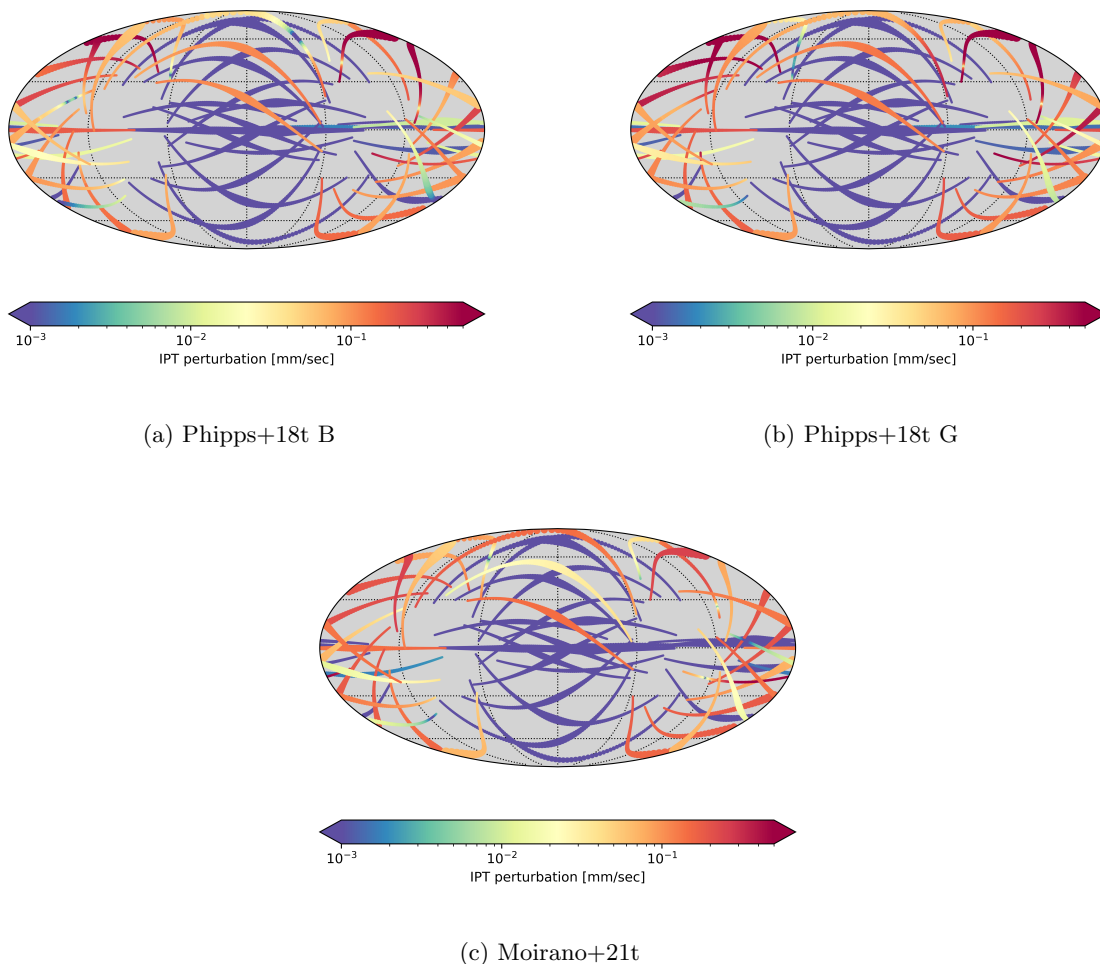 10⁻³ 10⁻² 10⁻¹
IPT perturbation [mm/sec]
(a) Phipps+18t B
10⁻³ 10⁻² 10⁻¹
IPT perturbation [mm/sec]
(b) Phipps+18t G
10⁻³ 10⁻² 10⁻¹
IPT perturbation [mm/sec]
(c) Moirano+21t